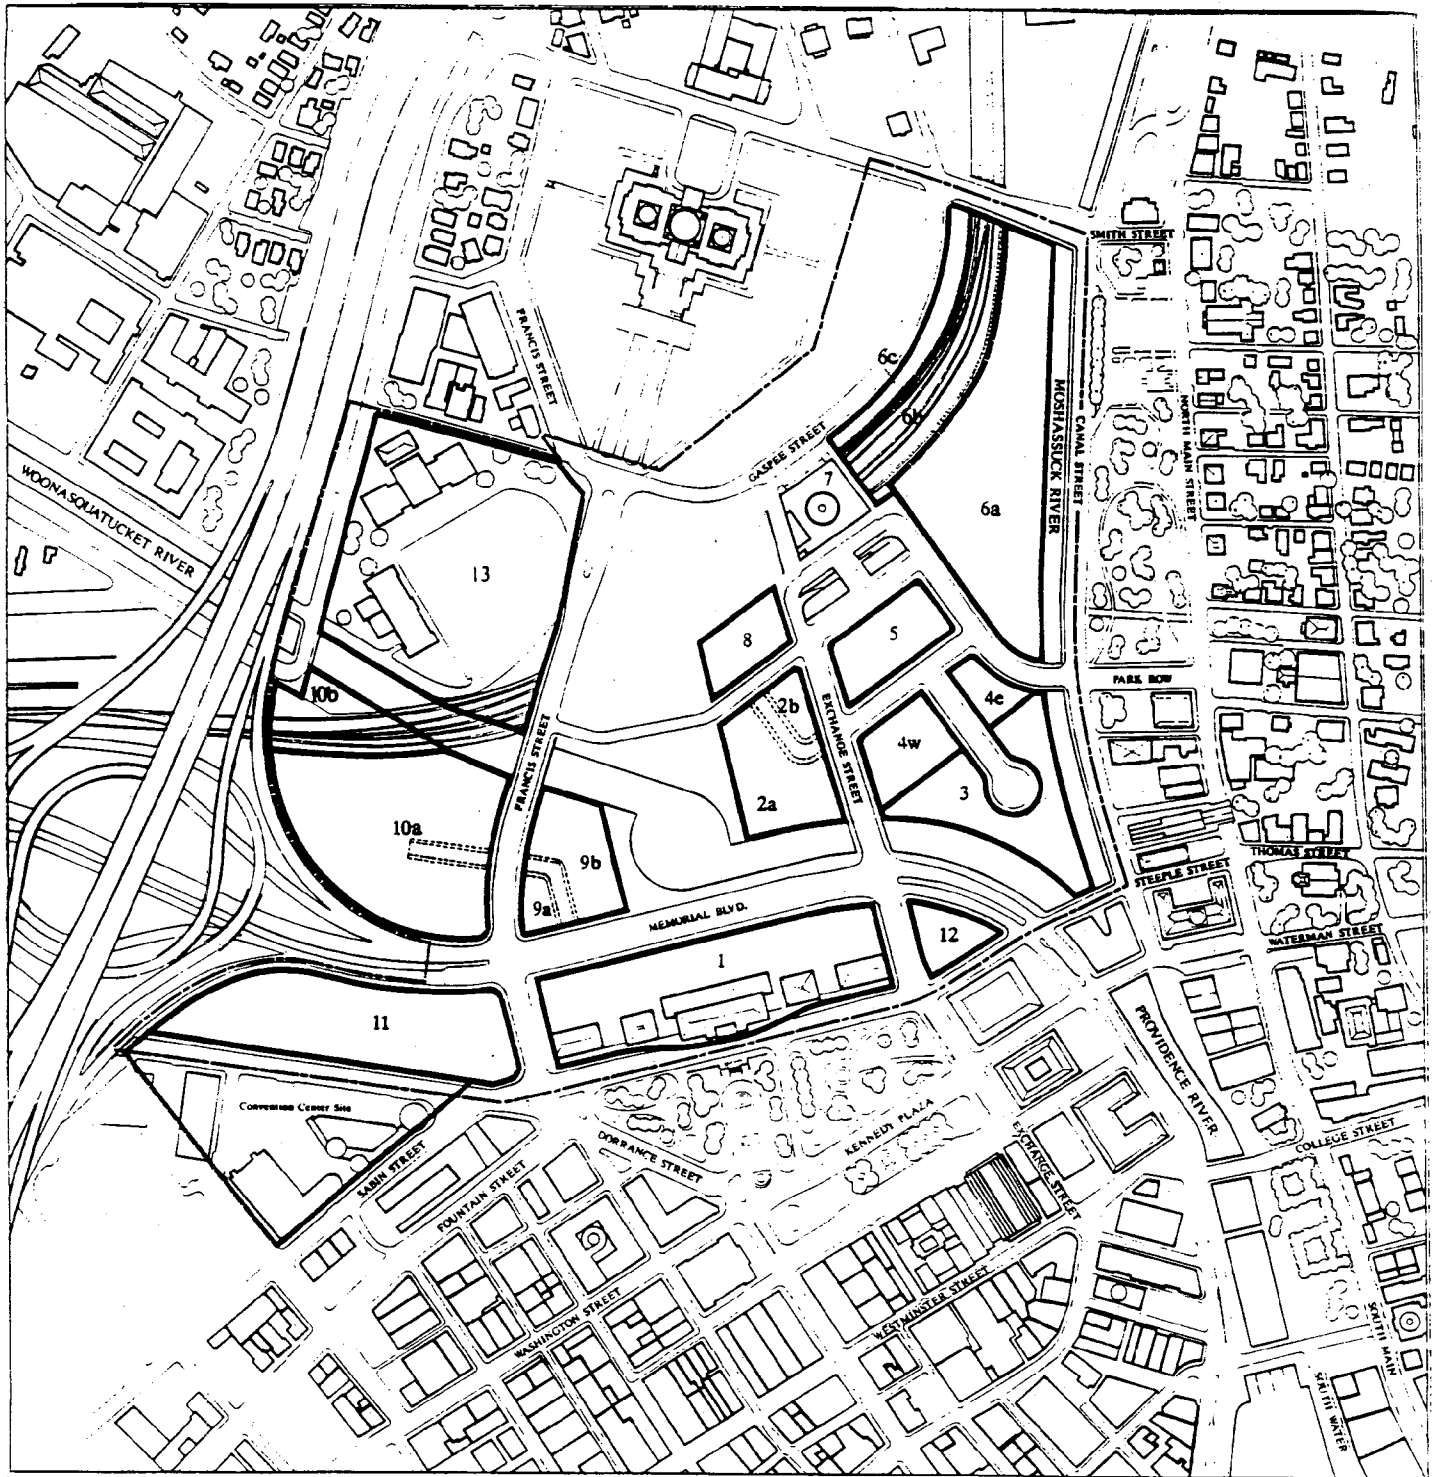 SMITH STREET
FRANCIS STREET
6c
6b
MOSHASSUCK RIVER
CANAL STREET
NORTH MAIN STREET
GASPEE STREET
7
WOONASQUATUCKET RIVER
6a
13
8
5
10b
PARK ROW
2b
4e
EXCHANGE STREET
4w
FRANCIS STREET
3
2a
10a
9b
THOMAS STREET
STEEPLE STREET
9a
MEMORIAL BLVD.
12
WATERMAN STREET
1
11
PROVIDENCE RIVER
Convention Center Site
KENNEDY PLAZA
EXCHANGE STREET
COLLEGE STREET
DORRANCE STREET
SABIN STREET
FOUNTAIN STREET
WESTMINSTER STREET
WASHINGTON STREET
SOUTH MAIN
SOUTH WATER